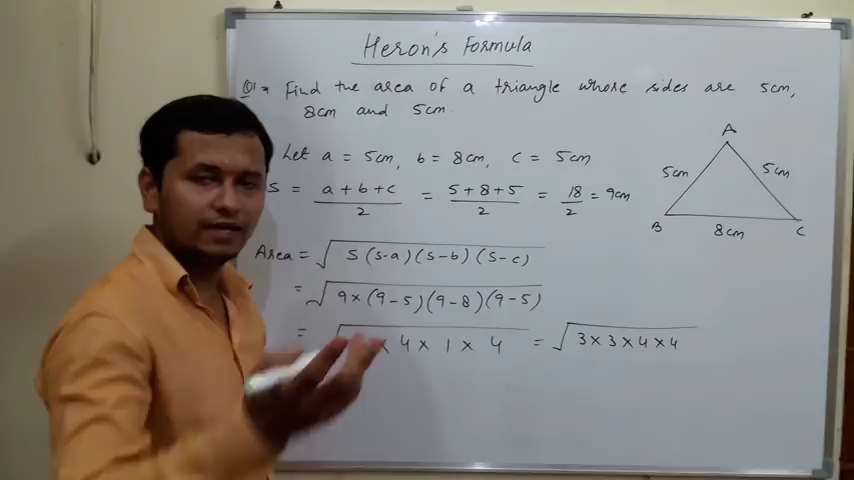 Heron's Formula
Q1. Find the area of a triangle whose sides are 5cm,
8cm and 5cm.
Let a = 5cm, b = 8cm, c = 5cm
S = a+b+c / 2 = 5+8+5 / 2 = 18 / 2 = 9cm
Area = √ S (S-a) (S-b) (S-c)
= √ 9 × (9-5) (9-8) (9-5)
= √ × 4 × 1 × 4 = √ 3 × 3 × 4 × 4
A
5cm 5cm
B 8cm C